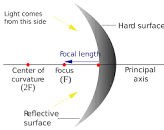 Light comes
from this side
Hard surface
Focal length
Center of
curvature
(2F)
Focus
(F)
Principal
axis
Reflective
surface